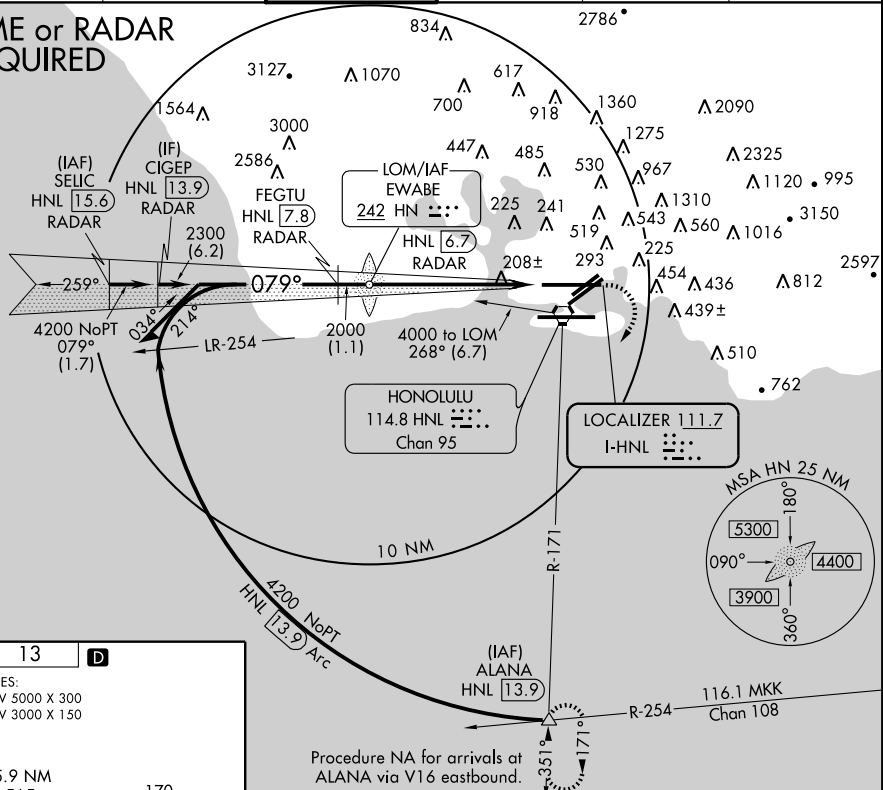 ME or RADAR
QUIRED
834
2786
3127
1070
617
700
918
1564
1360
2090
3000
1275
447
485
2325
2586
530
967
1120
995
(IAF)
SELIC
HNL 15.6
RADAR
(IF)
CIGEP
HNL 13.9
RADAR
FEGTU
HNL 7.8
RADAR
LOM/IAF
EWABE
242 HN
HNL 6.7
RADAR
225
241
1310
519
543
560
3150
1016
2300
(6.2)
208±
293
225
2597
259°
079°
454
436
812
439±
4200 NoPT
079°
(1.7)
034°
214°
LR-254
2000
(1.1)
4000 to LOM
268° (6.7)
510
762
HONOLULU
114.8 HNL
Chan 95
LOCALIZER 111.7
I-HNL
MSA HN 25 NM
180°
5300
090°
4400
3900
360°
10 NM
R-171
4200 NoPT
HNL 13.9 Arc
(IAF)
ALANA
HNL 13.9
116.1 MKK
R-254
Chan 108
351°
171°
Procedure NA for arrivals at
ALANA via V16 eastbound.
13 D
ES:
V 5000 X 300
V 3000 X 150
5.9 NM
170